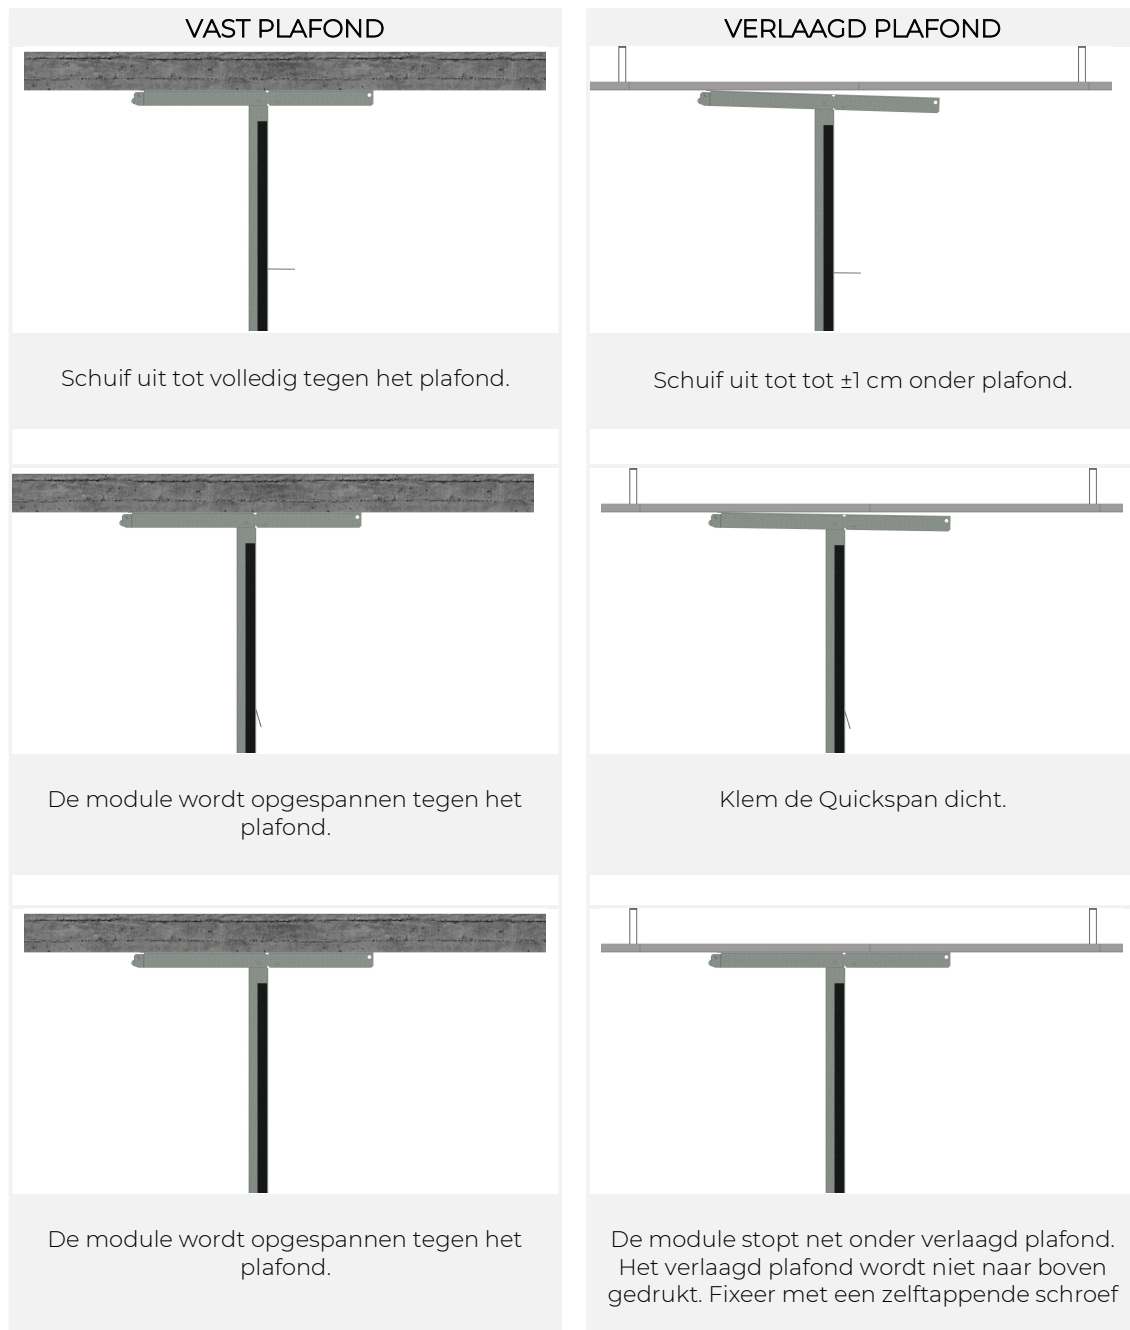 VAST PLAFOND
VERLAAGD PLAFOND
Schuif uit tot volledig tegen het plafond.
Schuif uit tot tot ±1 cm onder plafond.
De module wordt opgespannen tegen het
plafond.
Klem de Quickspan dicht.
De module wordt opgespannen tegen het
plafond.
De module stopt net onder verlaagd plafond.
Het verlaagd plafond wordt niet naar boven
gedrukt. Fixeer met een zelftappende schroef